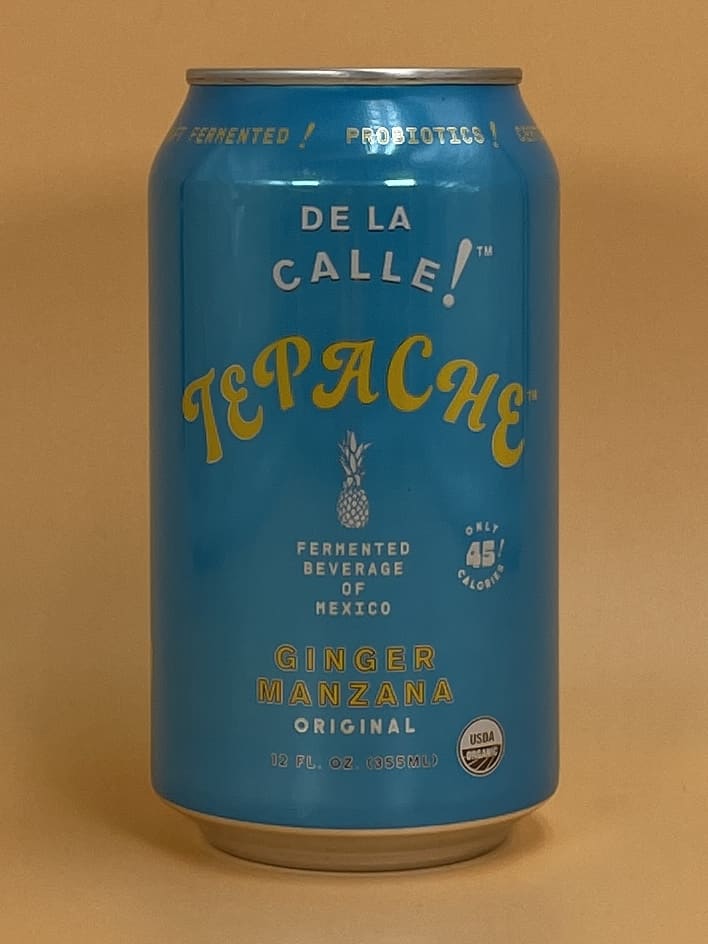 FERMENTED! PROBIOTICS!
DE LA
CALLE!™
TEPACHE™
FERMENTED
BEVERAGE
OF
MEXICO
ONLY
45!
CALORIES
GINGER
MANZANA
ORIGINAL
12 FL. OZ. (355ML)
USDA
ORGANIC